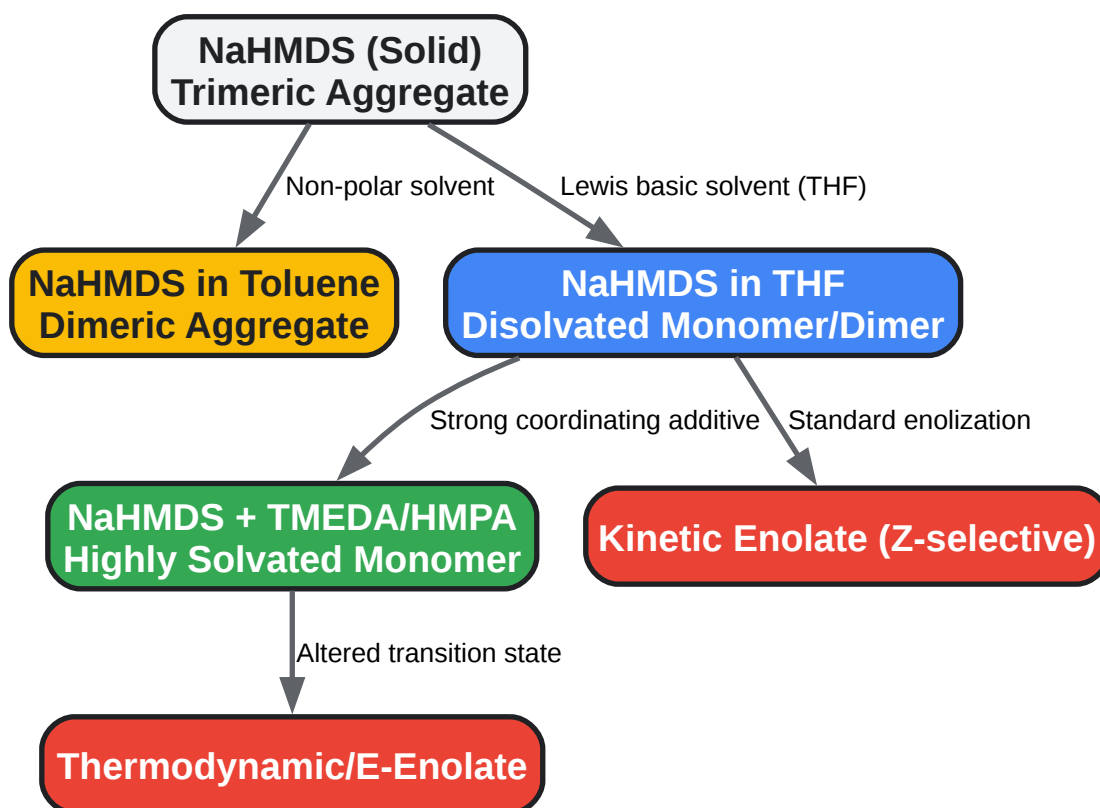 NaHMDS (Solid)
Trimeric Aggregate
Non-polar solvent
Lewis basic solvent (THF)
NaHMDS in Toluene
Dimeric Aggregate
NaHMDS in THF
Disolvated Monomer/Dimer
Strong coordinating additive
Standard enolization
NaHMDS + TMEDA/HMPA
Highly Solvated Monomer
Kinetic Enolate (Z-selective)
Altered transition state
Thermodynamic/E-Enolate